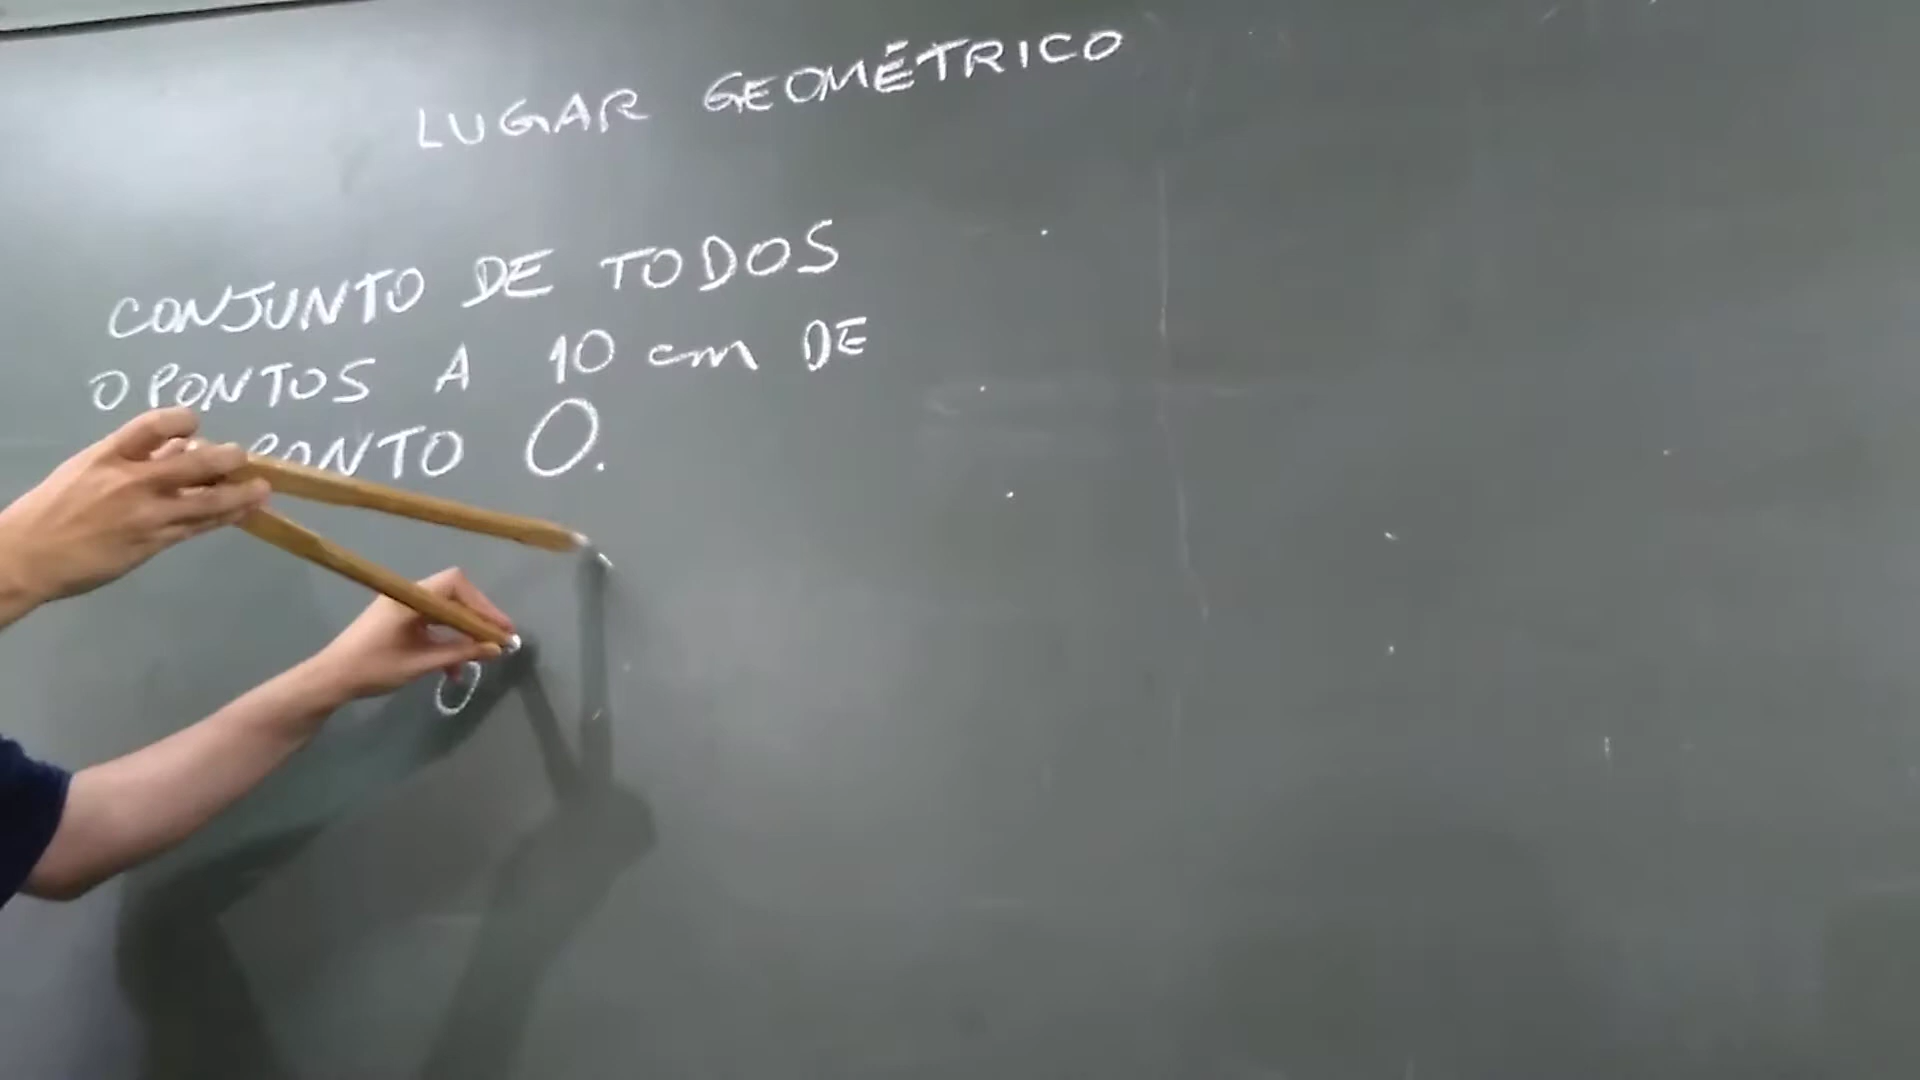 LUGAR GEOMÉTRICO
CONJUNTO DE TODOS
O PONTOS A 10 cm DE
PONTO O.
O